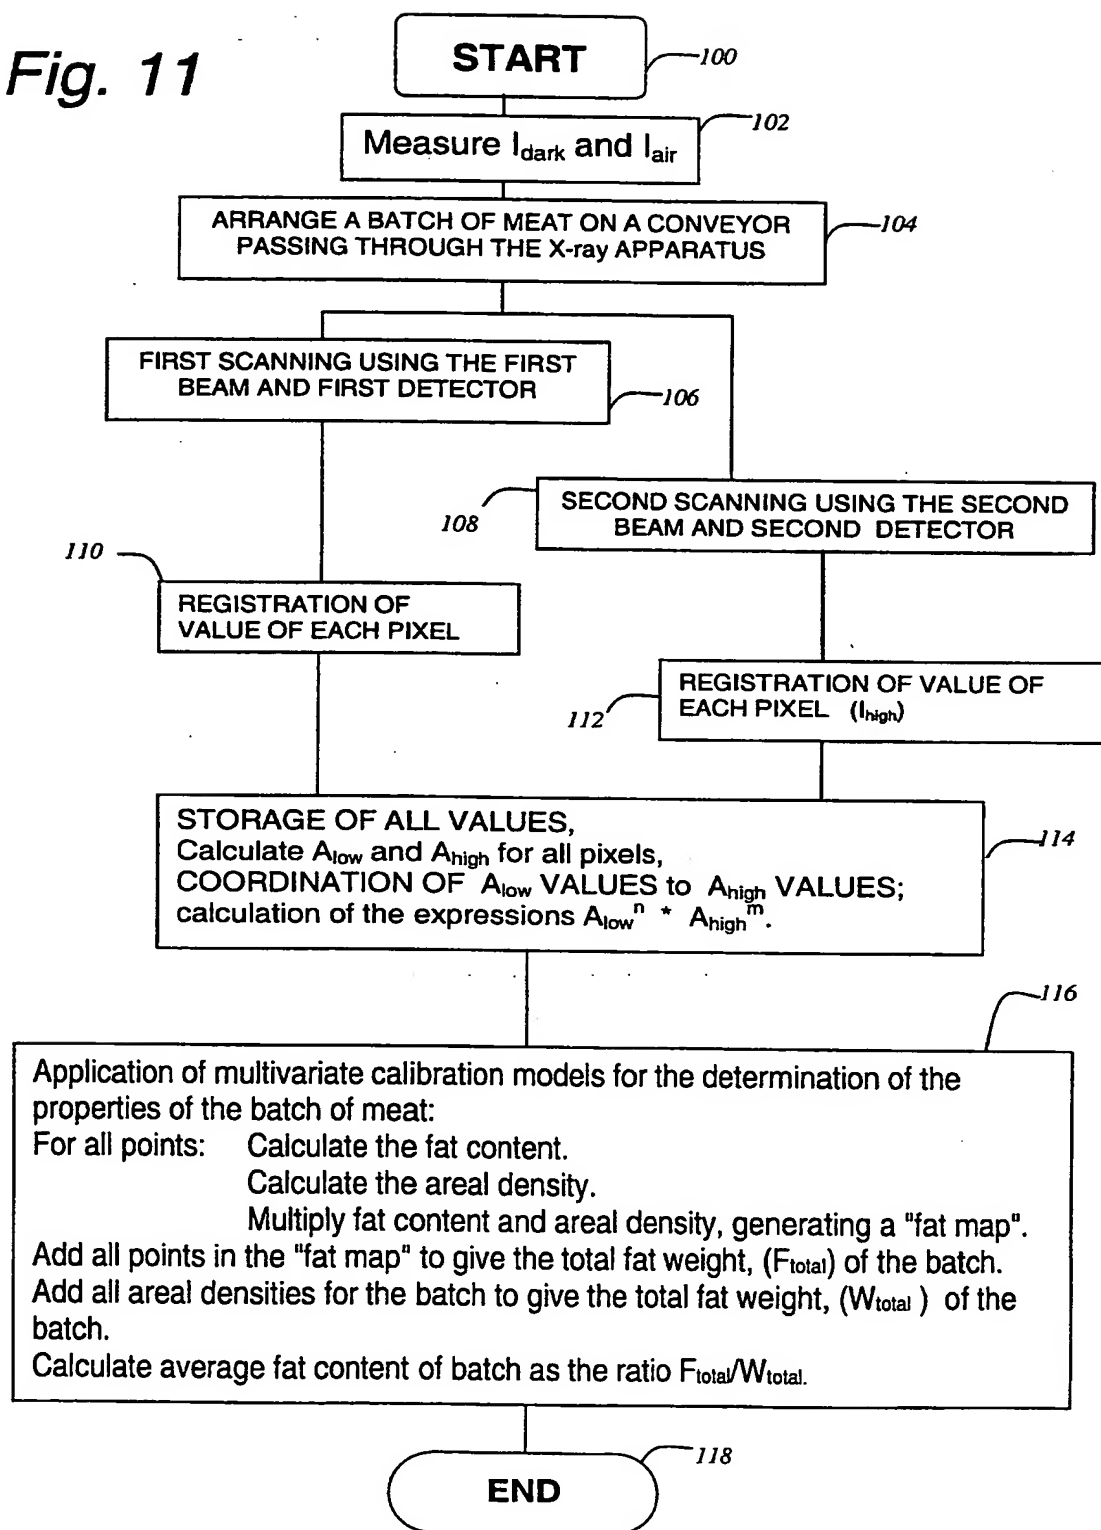 Fig. 11
START
100
Measure I_dark and I_air
102
ARRANGE A BATCH OF MEAT ON A CONVEYOR
PASSING THROUGH THE X-ray APPARATUS
104
FIRST SCANNING USING THE FIRST
BEAM AND FIRST DETECTOR
106
SECOND SCANNING USING THE SECOND
BEAM AND SECOND DETECTOR
108
110
REGISTRATION OF
VALUE OF EACH PIXEL
REGISTRATION OF VALUE OF
EACH PIXEL (I_high)
112
STORAGE OF ALL VALUES,
Calculate A_low and A_high for all pixels,
COORDINATION OF A_low VALUES to A_high VALUES;
calculation of the expressions A_low^n * A_high^m.
114
116
Application of multivariate calibration models for the determination of the
properties of the batch of meat:
For all points: Calculate the fat content.
Calculate the areal density.
Multiply fat content and areal density, generating a "fat map".
Add all points in the "fat map" to give the total fat weight, (F_total) of the batch.
Add all areal densities for the batch to give the total fat weight, (W_total ) of the
batch.
Calculate average fat content of batch as the ratio F_total/W_total.
118
END